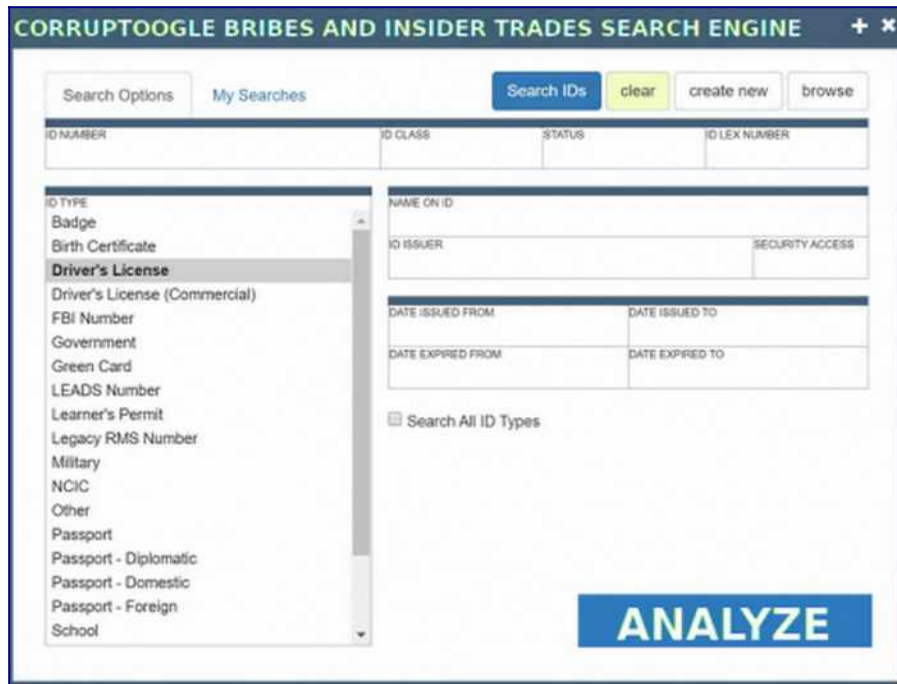 CORRUPTOOGLE BRIBES AND INSIDER TRADES SEARCH ENGINE + ×
Search Options My Searches Search IDs clear create new browse
ID NUMBER ID CLASS STATUS ID LEX NUMBER
ID TYPE
Badge
Birth Certificate
Driver's License
Driver's License (Commercial)
FBI Number
Government
Green Card
LEADS Number
Learner's Permit
Legacy RMS Number
Military
NCIC
Other
Passport
Passport - Diplomatic
Passport - Domestic
Passport - Foreign
School
NAME ON ID
ID ISSUER SECURITY ACCESS
DATE ISSUED FROM DATE ISSUED TO
DATE EXPIRED FROM DATE EXPIRED TO
Search All ID Types
ANALYZE